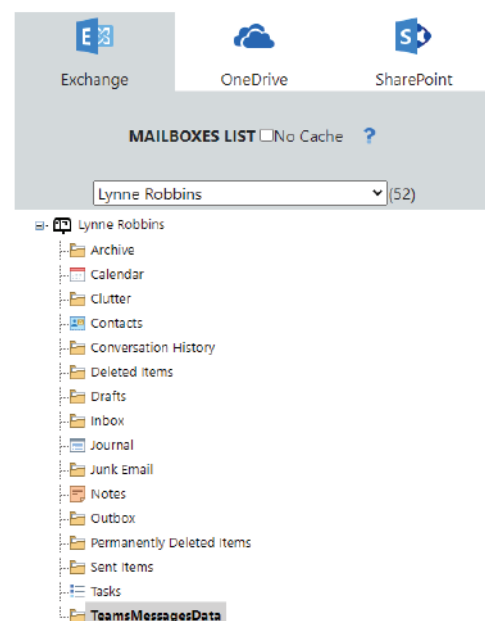 Exchange OneDrive SharePoint
MAILBOXES LIST No Cache ?
Lynne Robbins (52)
Lynne Robbins
Archive
Calendar
Clutter
Contacts
Conversation History
Deleted Items
Drafts
Inbox
Journal
Junk Email
Notes
Outbox
Permanently Deleted Items
Sent Items
Tasks
TeamsMessagesData